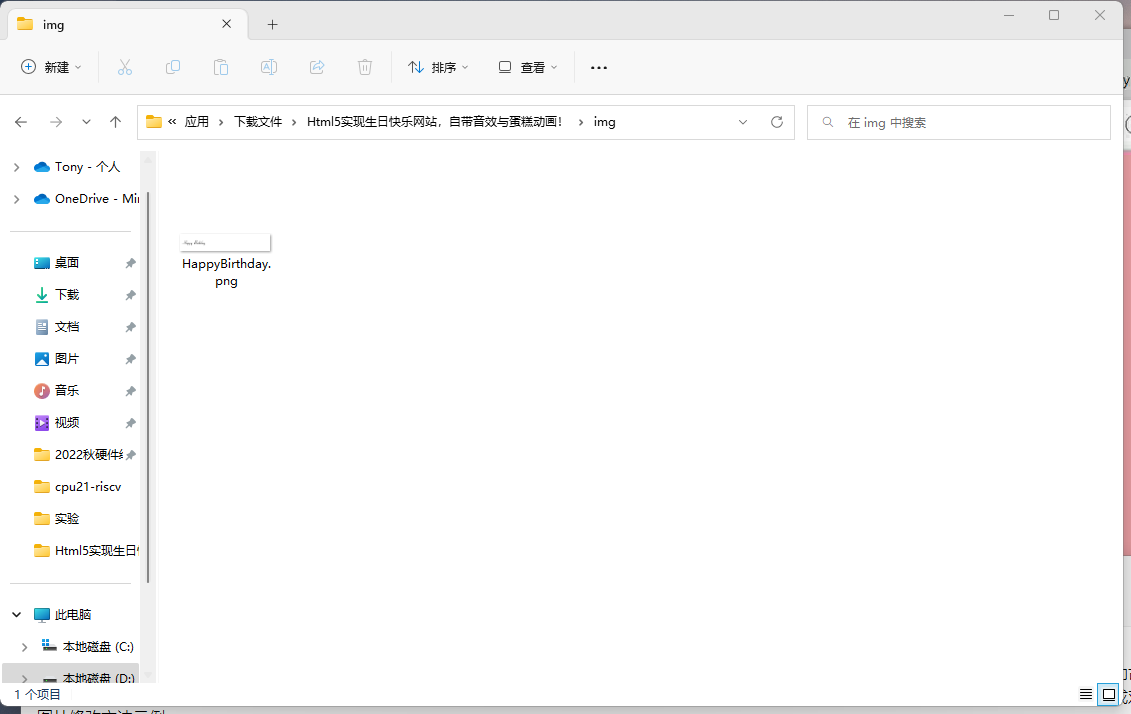 img
新建
排序
查看
« 应用 › 下载文件 › Html5实现生日快乐网站，自带音效与蛋糕动画！ › img
在 img 中搜索
Tony - 个人
OneDrive - Min
桌面
下载
文档
图片
音乐
视频
2022秋硬件
cpu21-riscv
实验
Html5实现生日
此电脑
本地磁盘 (C:)
本地磁盘 (D:)
Happy Birthday
HappyBirthday.
png
1 个项目